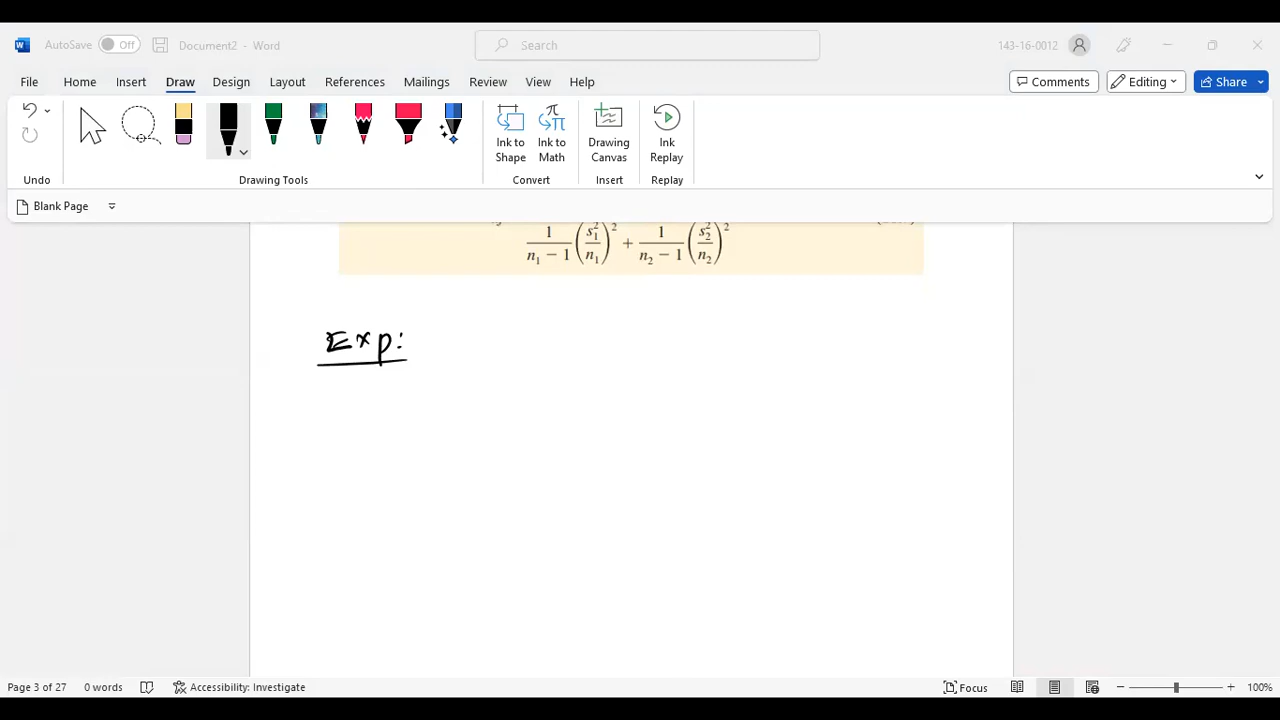 AutoSave Off Document2 - Word Search 143-16-0012
File Home Insert Draw Design Layout References Mailings Review View Help Comments Editing Share
Ink to Shape Ink to Math Drawing Canvas Ink Replay
Undo Drawing Tools Convert Insert Replay
Blank Page
1/(n₁ − 1) (s₁²/n₁)² + 1/(n₂ − 1) (s₂²/n₂)²
Exp:
Page 3 of 27 0 words Accessibility: Investigate Focus 100%